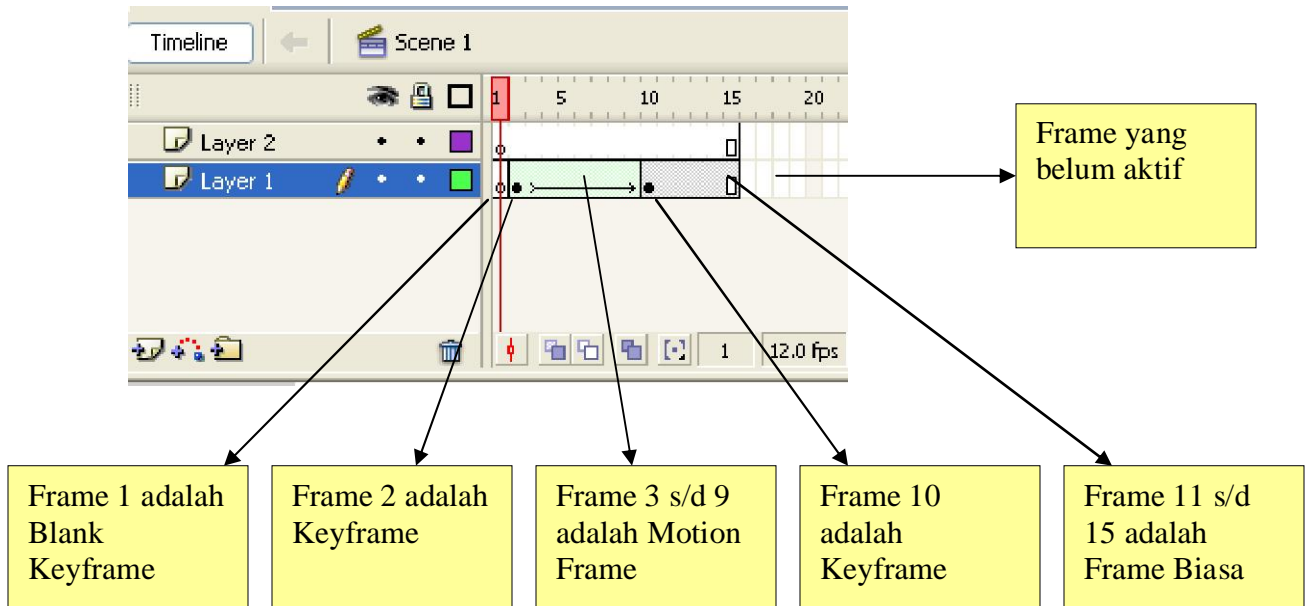 Timeline
Scene 1
1 5 10 15 20
Layer 2
Layer 1
1 12.0 fps
Frame yang
belum aktif
Frame 1 adalah
Blank
Keyframe
Frame 2 adalah
Keyframe
Frame 3 s/d 9
adalah Motion
Frame
Frame 10
adalah
Keyframe
Frame 11 s/d
15 adalah
Frame Biasa